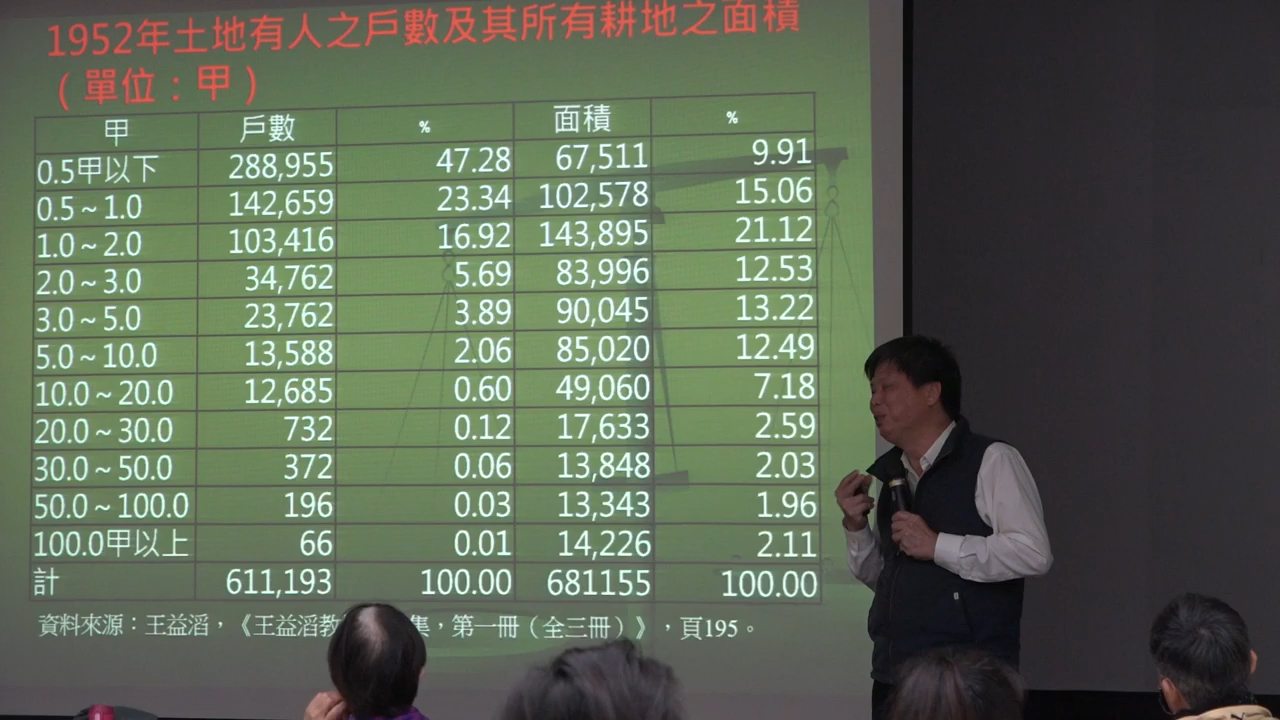 1952年土地有人之戶數及其所有耕地之面積
（單位：甲）
甲 戶數 % 面積 %
0.5甲以下 288,955 47.28 67,511 9.91
0.5～1.0 142,659 23.34 102,578 15.06
1.0～2.0 103,416 16.92 143,895 21.12
2.0～3.0 34,762 5.69 83,996 12.53
3.0～5.0 23,762 3.89 90,045 13.22
5.0～10.0 13,588 2.06 85,020 12.49
10.0～20.0 12,685 0.60 49,060 7.18
20.0～30.0 732 0.12 17,633 2.59
30.0～50.0 372 0.06 13,848 2.03
50.0～100.0 196 0.03 13,343 1.96
100.0甲以上 66 0.01 14,226 2.11
計 611,193 100.00 681155 100.00
資料來源：王益滔，《王益滔教 集，第一冊（全三冊）》，頁195。